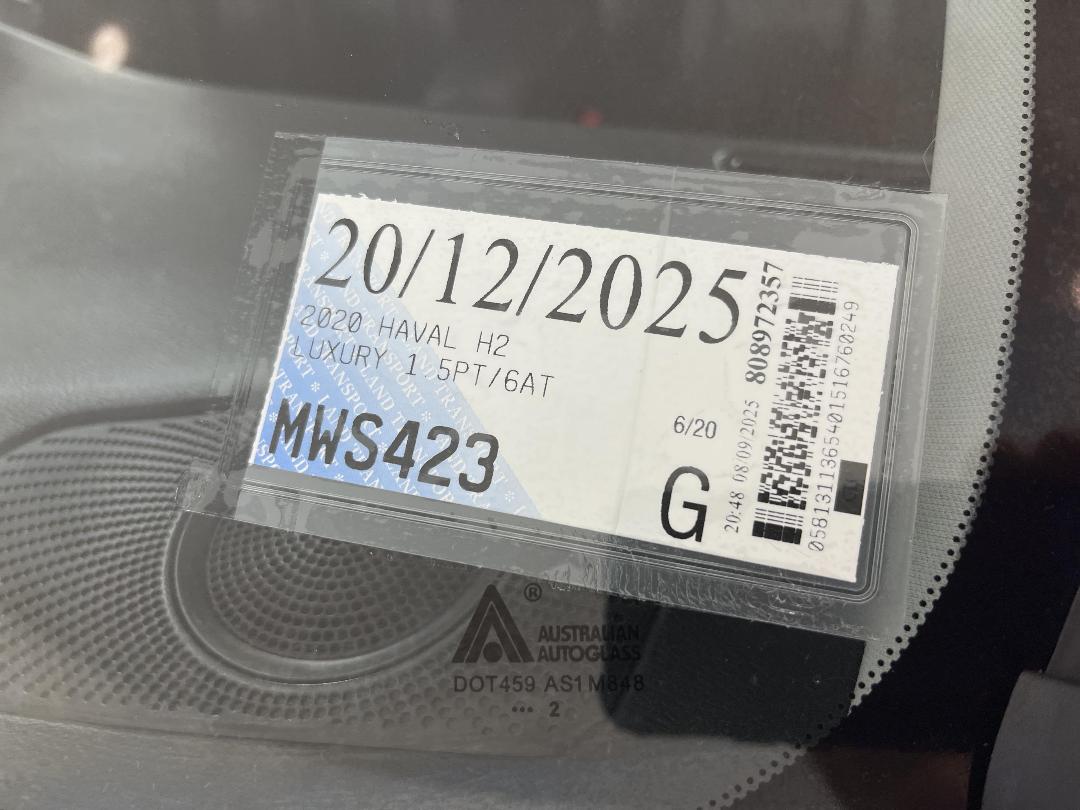 20/12/2025
2020 HAVAL H2
LUXURY 1.5PT/6AT
MWS423
6/20
G
20:48 08/09/2025 808972357
05813111365401516760249
®
AUSTRALIAN
AUTOGLASS
DOT459 AS1 M848
••• 2